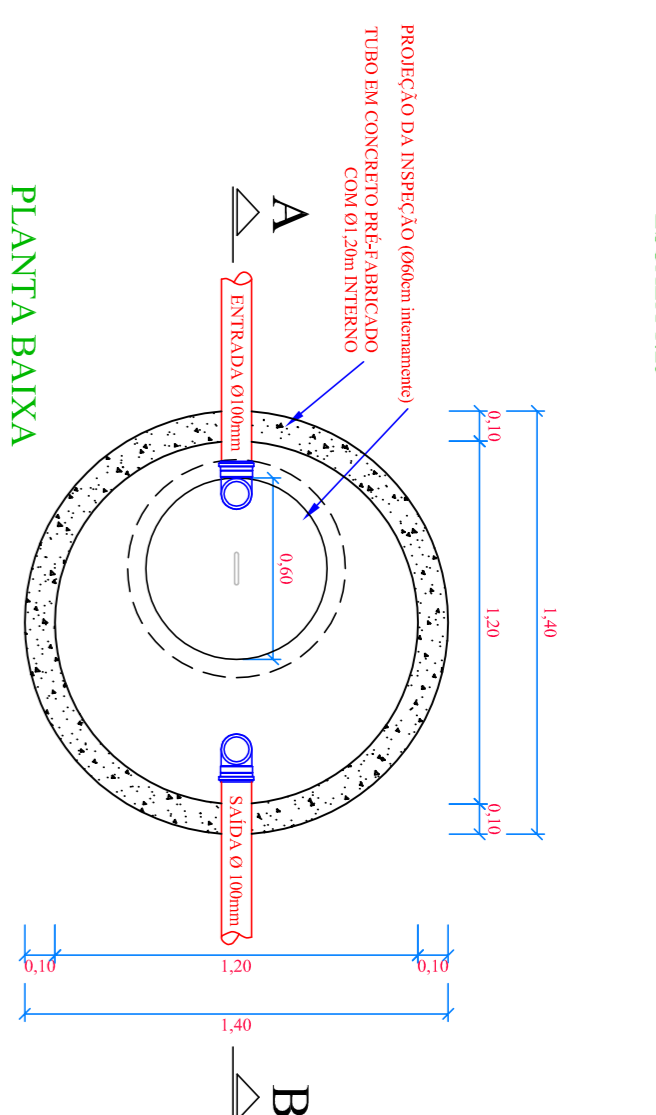 PROJEÇÃO DA INSPEÇÃO (Ø60cm internamente)
TUBO EM CONCRETO PRÉ-FABRICADO
COM Ø1,20m INTERNO
1,40
0,10
1,20
0,10
A
ENTRADA Ø100mm
0,60
SAÍDA Ø 100mm
B
0,10
1,20
0,10
1,40
PLANTA BAIXA